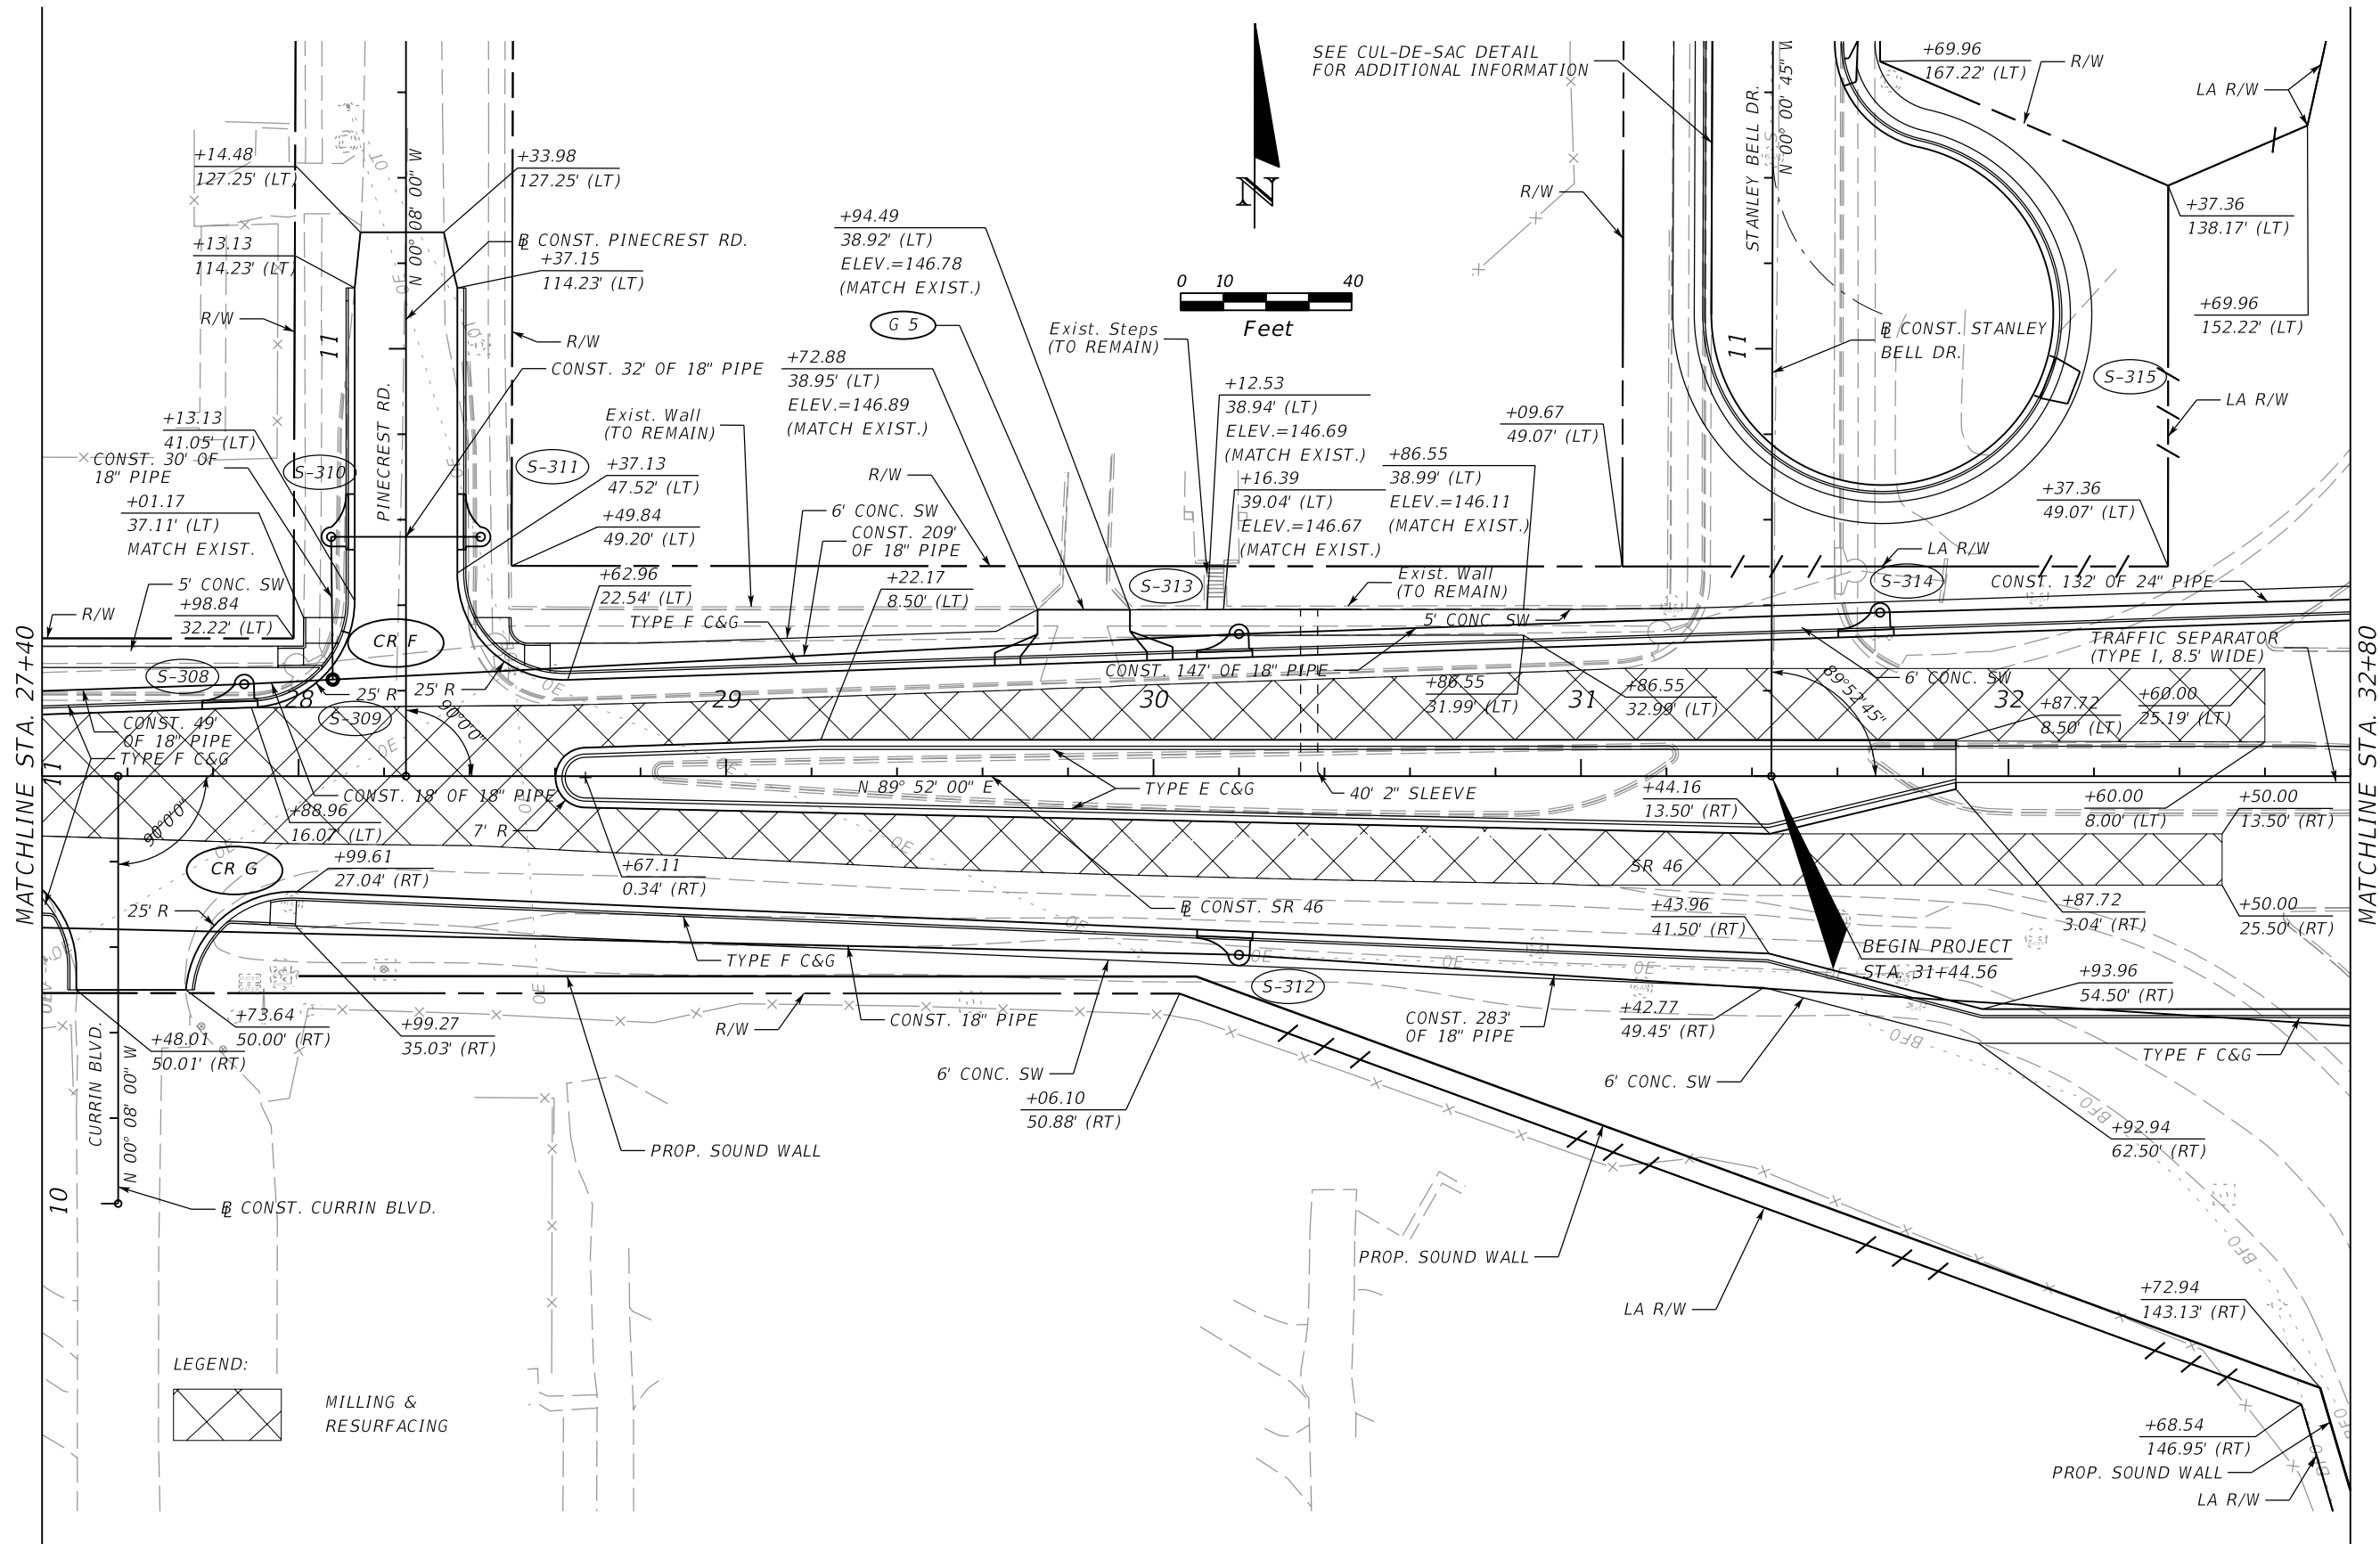 SEE CUL-DE-SAC DETAIL
FOR ADDITIONAL INFORMATION
STANLEY BELL DR.
N 00° 00' 45" W
+69.96
167.22' (LT)
R/W
LA R/W
+14.48
127.25' (LT)
+33.98
127.25' (LT)
N 00° 08' 00" W
N
R/W
+37.36
138.17' (LT)
+13.13
114.23' (LT)
BL CONST. PINECREST RD.
+37.15
114.23' (LT)
+94.49
38.92' (LT)
ELEV.=146.78
(MATCH EXIST.)
0 10 40
Feet
+69.96
152.22' (LT)
R/W
11
R/W
G 5
Exist. Steps
(TO REMAIN)
11
BL CONST. STANLEY
BELL DR.
CONST. 32' OF 18" PIPE
+72.88
38.95' (LT)
ELEV.=146.89
(MATCH EXIST.)
S-315
LA R/W
PINECREST RD.
+12.53
38.94' (LT)
ELEV.=146.69
(MATCH EXIST.)
+13.13
41.05' (LT)
CONST. 30' OF
18" PIPE
Exist. Wall
(TO REMAIN)
+09.67
49.07' (LT)
S-310
S-311
+37.13
47.52' (LT)
R/W
+16.39
39.04' (LT)
ELEV.=146.67
(MATCH EXIST.)
+86.55
38.99' (LT)
ELEV.=146.11
(MATCH EXIST.)
+37.36
49.07' (LT)
+01.17
37.11' (LT)
MATCH EXIST.
+49.84
49.20' (LT)
6' CONC. SW
CONST. 209'
OF 18" PIPE
LA R/W
5' CONC. SW
+98.84
32.22' (LT)
R/W
+62.96
22.54' (LT)
+22.17
8.50' (LT)
S-313
Exist. Wall
(TO REMAIN)
S-314
CONST. 132' OF 24" PIPE
TYPE F C&G
5' CONC. SW
CR F
TRAFFIC SEPARATOR
(TYPE I, 8.5' WIDE)
MATCHLINE STA. 27+40
MATCHLINE STA. 32+80
S-308
25' R
25' R
CONST. 147' OF 18" PIPE
6' CONC. SW
89°52'45"
28
29
30
31
32
S-309
90°0'0"
+86.55
31.99' (LT)
+86.55
32.99' (LT)
+87.72
8.50' (LT)
+60.00
25.19' (LT)
CONST. 49'
OF 18" PIPE
TYPE F C&G
11
CONST. 18' OF 18" PIPE
N 89° 52' 00" E
TYPE E C&G
40' 2" SLEEVE
+44.16
13.50' (RT)
+60.00
8.00' (LT)
+50.00
13.50' (RT)
90°0'0"
+88.96
16.07' (LT)
7' R
CR G
+99.61
27.04' (RT)
+67.11
0.34' (RT)
SR 46
25' R
BL CONST. SR 46
+43.96
41.50' (RT)
+87.72
3.04' (RT)
+50.00
25.50' (RT)
TYPE F C&G
BEGIN PROJECT
STA. 31+44.56
+93.96
54.50' (RT)
S-312
+73.64
50.00' (RT)
+99.27
35.03' (RT)
R/W
CONST. 18" PIPE
CONST. 283'
OF 18" PIPE
+42.77
49.45' (RT)
+48.01
50.01' (RT)
TYPE F C&G
6' CONC. SW
6' CONC. SW
+06.10
50.88' (RT)
CURRIN BLVD.
N 00° 08' 00" W
+92.94
62.50' (RT)
PROP. SOUND WALL
10
BL CONST. CURRIN BLVD.
PROP. SOUND WALL
LA R/W
+72.94
143.13' (RT)
LEGEND:
MILLING &
RESURFACING
+68.54
146.95' (RT)
PROP. SOUND WALL
LA R/W
OE
OE
OE
OE
OE
BFO
BFO
BFO